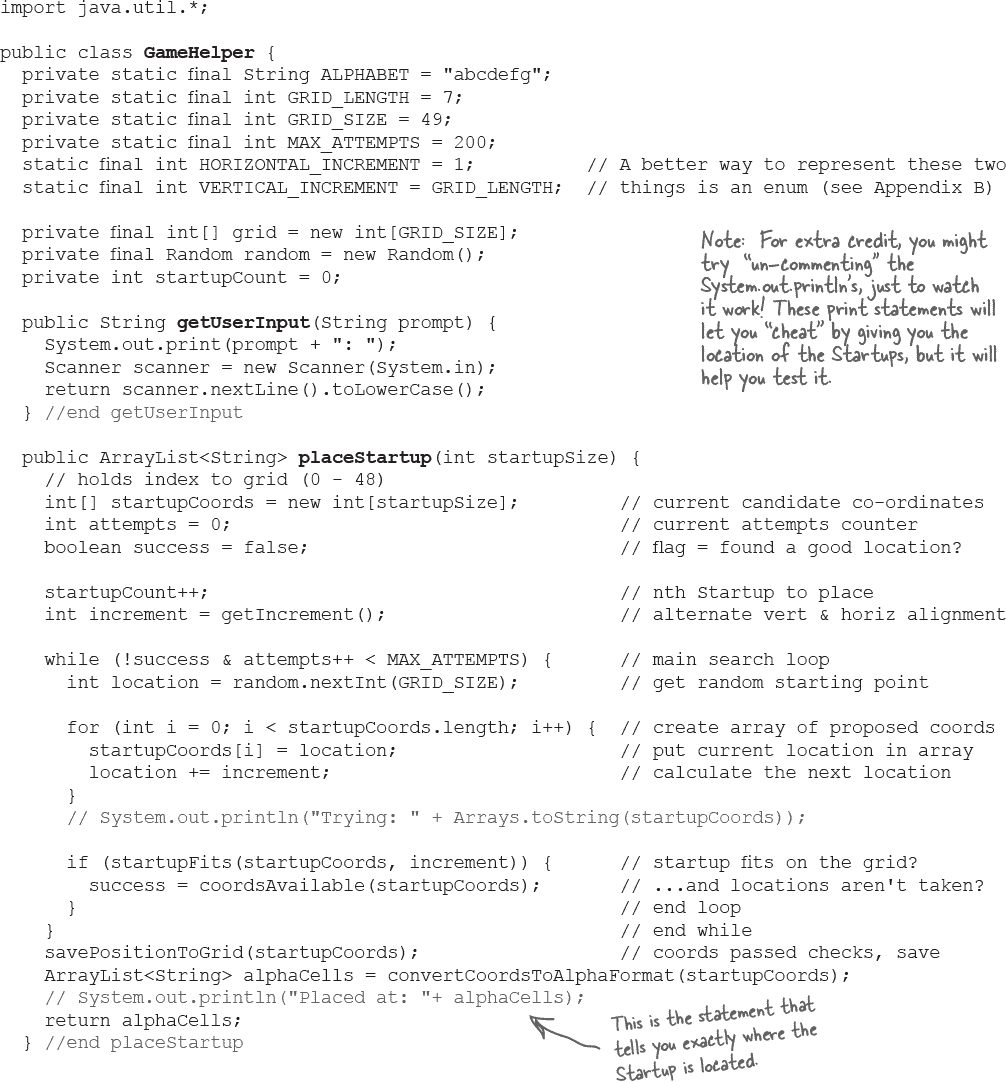 import java.util.*;
public class GameHelper {
private static final String ALPHABET = "abcdefg";
private static final int GRID_LENGTH = 7;
private static final int GRID_SIZE = 49;
private static final int MAX_ATTEMPTS = 200;
static final int HORIZONTAL_INCREMENT = 1; // A better way to represent these two
static final int VERTICAL_INCREMENT = GRID_LENGTH; // things is an enum (see Appendix B)
private final int[] grid = new int[GRID_SIZE];
private final Random random = new Random();
private int startupCount = 0;
Note: For extra credit, you might
try “un-commenting” the
System.out.println's, just to watch
it work! These print statements will
let you “cheat” by giving you the
location of the Startups, but it will
help you test it.
public String getUserInput(String prompt) {
System.out.print(prompt + ": ");
Scanner scanner = new Scanner(System.in);
return scanner.nextLine().toLowerCase();
} //end getUserInput
public ArrayList<String> placeStartup(int startupSize) {
// holds index to grid (0 - 48)
int[] startupCoords = new int[startupSize]; // current candidate co-ordinates
int attempts = 0; // current attempts counter
boolean success = false; // flag = found a good location?
startupCount++; // nth Startup to place
int increment = getIncrement(); // alternate vert & horiz alignment
while (!success & attempts++ < MAX_ATTEMPTS) { // main search loop
int location = random.nextInt(GRID_SIZE); // get random starting point
for (int i = 0; i < startupCoords.length; i++) { // create array of proposed coords
startupCoords[i] = location; // put current location in array
location += increment; // calculate the next location
}
// System.out.println("Trying: " + Arrays.toString(startupCoords));
if (startupFits(startupCoords, increment)) { // startup fits on the grid?
success = coordsAvailable(startupCoords); // ...and locations aren't taken?
} // end loop
} // end while
savePositionToGrid(startupCoords); // coords passed checks, save
ArrayList<String> alphaCells = convertCoordsToAlphaFormat(startupCoords);
// System.out.println("Placed at: "+ alphaCells);
return alphaCells;
} //end placeStartup
This is the statement that
tells you exactly where the
Startup is located.